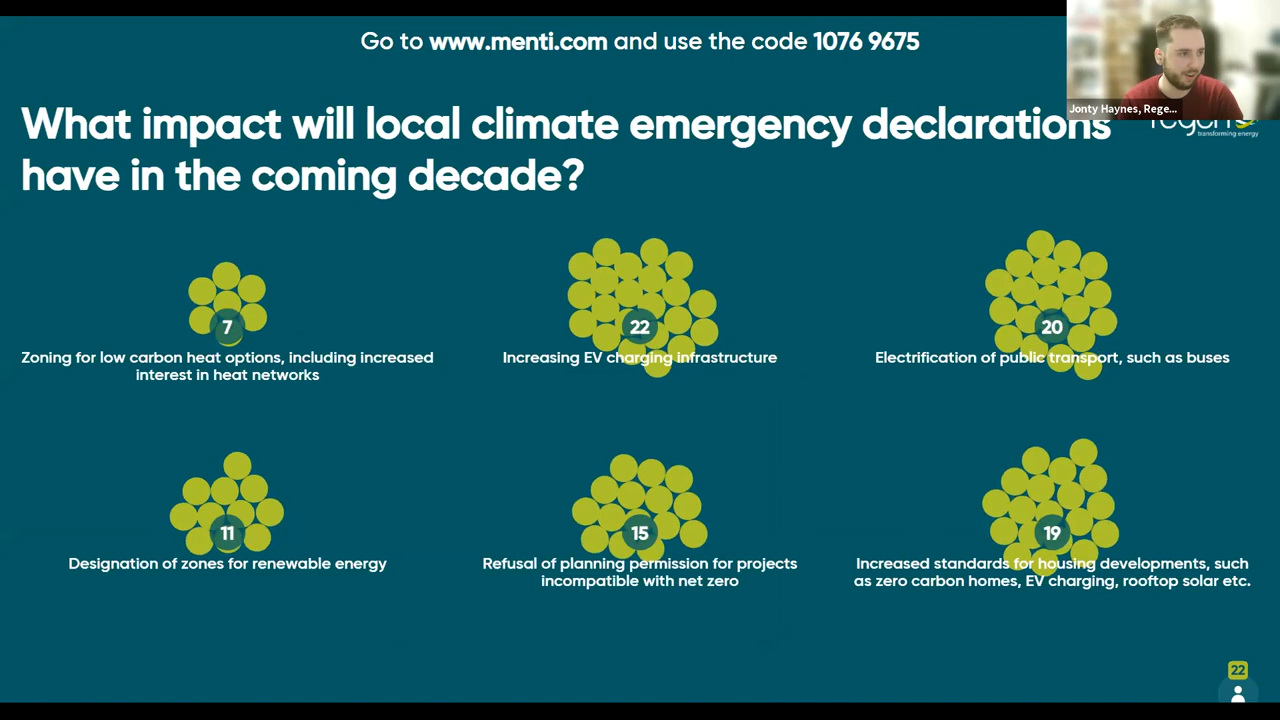 Go to www.menti.com and use the code 1076 9675
Jonty Haynes, Rege...
What impact will local climate emergency declarations
have in the coming decade?
transforming energy
7
Zoning for low carbon heat options, including increased
interest in heat networks
22
Increasing EV charging infrastructure
20
Electrification of public transport, such as buses
11
Designation of zones for renewable energy
15
Refusal of planning permission for projects
incompatible with net zero
19
Increased standards for housing developments, such
as zero carbon homes, EV charging, rooftop solar etc.
22